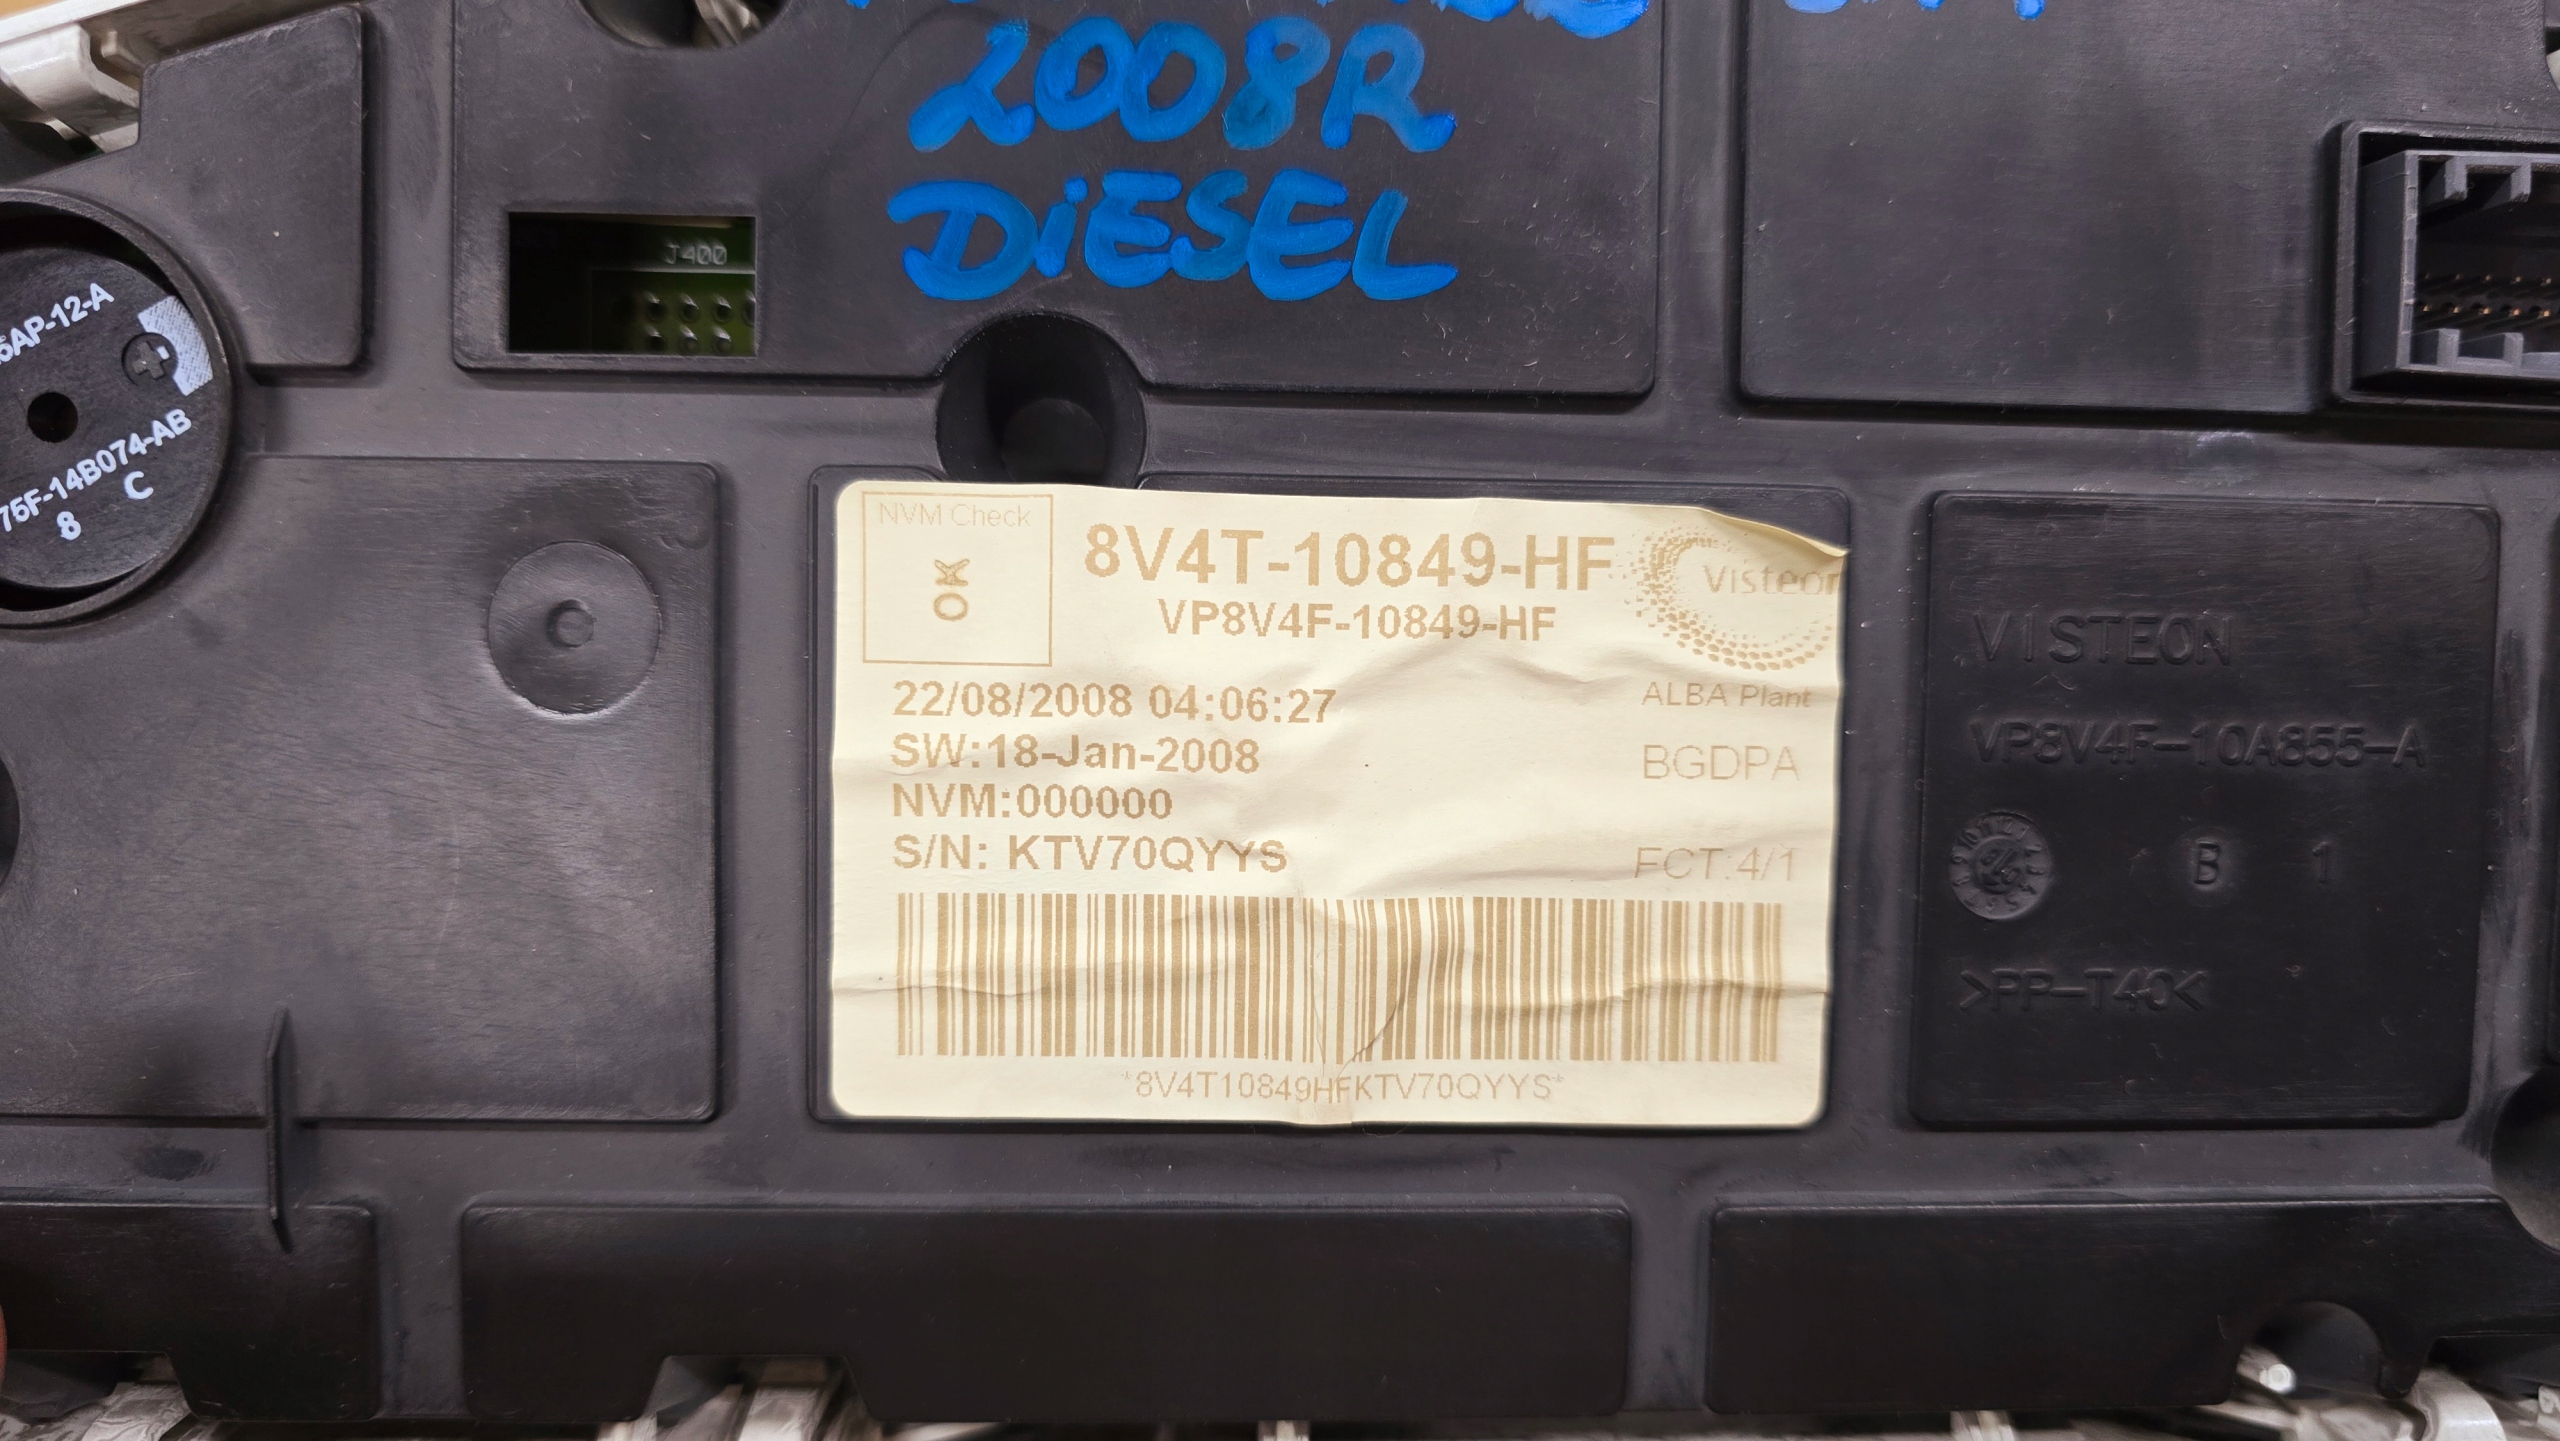 2008R
DiESEL
J400
5AP-12-A
75F-14B074-AB
8 C
NVM Check
OK
8V4T-10849-HF
VP8V4F-10849-HF
Visteon
22/08/2008 04:06:27
ALBA Plant
SW:18-Jan-2008
BGDPA
NVM:000000
S/N: KTV70QYYS
FCT:4/1
*8V4T10849HFKTV70QYYS*
VISTEON
VP8V4F-10A855-A
B 1
>PP-T40<